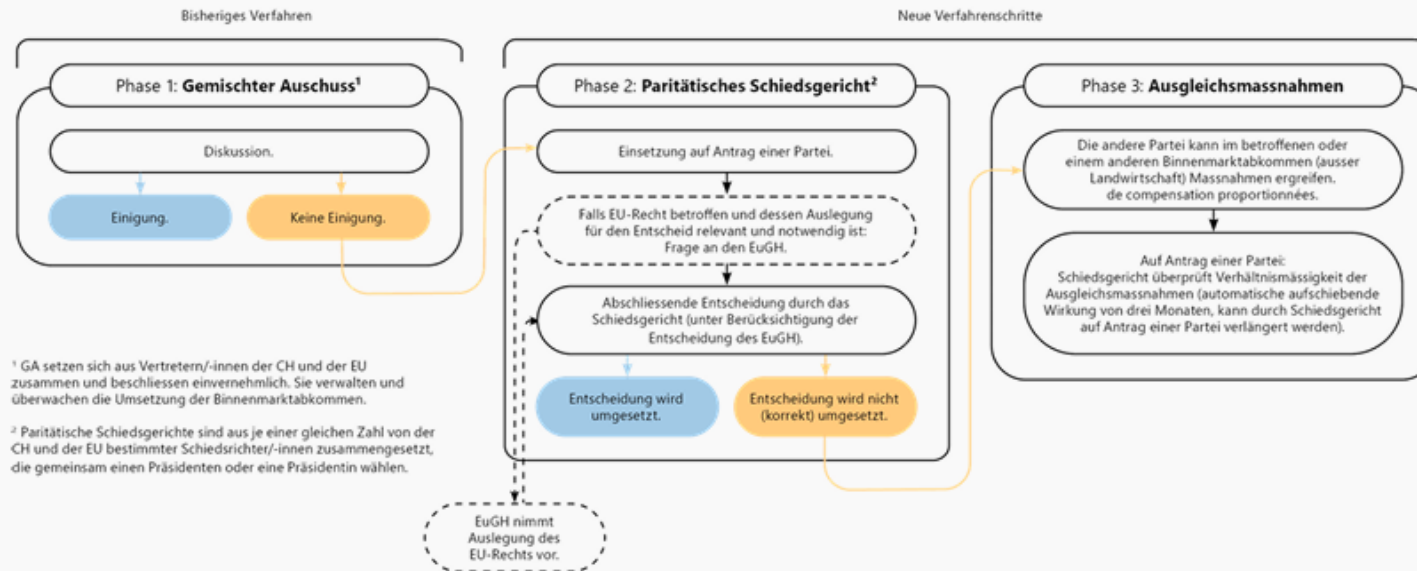 Bisheriges Verfahren
Neue Verfahrenschritte
Phase 1: Gemischter Auschuss¹
Diskussion.
Einigung.
Keine Einigung.
Phase 2: Paritätisches Schiedsgericht²
Einsetzung auf Antrag einer Partei.
Falls EU-Recht betroffen und dessen Auslegung
für den Entscheid relevant und notwendig ist:
Frage an den EuGH.
Abschliessende Entscheidung durch das
Schiedsgericht (unter Berücksichtigung der
Entscheidung des EuGH).
Entscheidung wird
umgesetzt.
Entscheidung wird nicht
(korrekt) umgesetzt.
EuGH nimmt
Auslegung des
EU-Rechts vor.
Phase 3: Ausgleichsmassnahmen
Die andere Partei kann im betroffenen oder
einem anderen Binnenmarktabkommen (ausser
Landwirtschaft) Massnahmen ergreifen.
de compensation proportionnées.
Auf Antrag einer Partei:
Schiedsgericht überprüft Verhältnismässigkeit der
Ausgleichsmassnahmen (automatische aufschiebende
Wirkung von drei Monaten, kann durch Schiedsgericht
auf Antrag einer Partei verlängert werden).
¹ GA setzen sich aus Vertretern/-innen der CH und der EU
zusammen und beschliessen einvernehmlich. Sie verwalten und
überwachen die Umsetzung der Binnenmarktabkommen.
² Paritätische Schiedsgerichte sind aus je einer gleichen Zahl von der
CH und der EU bestimmter Schiedsrichter/-innen zusammengesetzt,
die gemeinsam einen Präsidenten oder eine Präsidentin wählen.